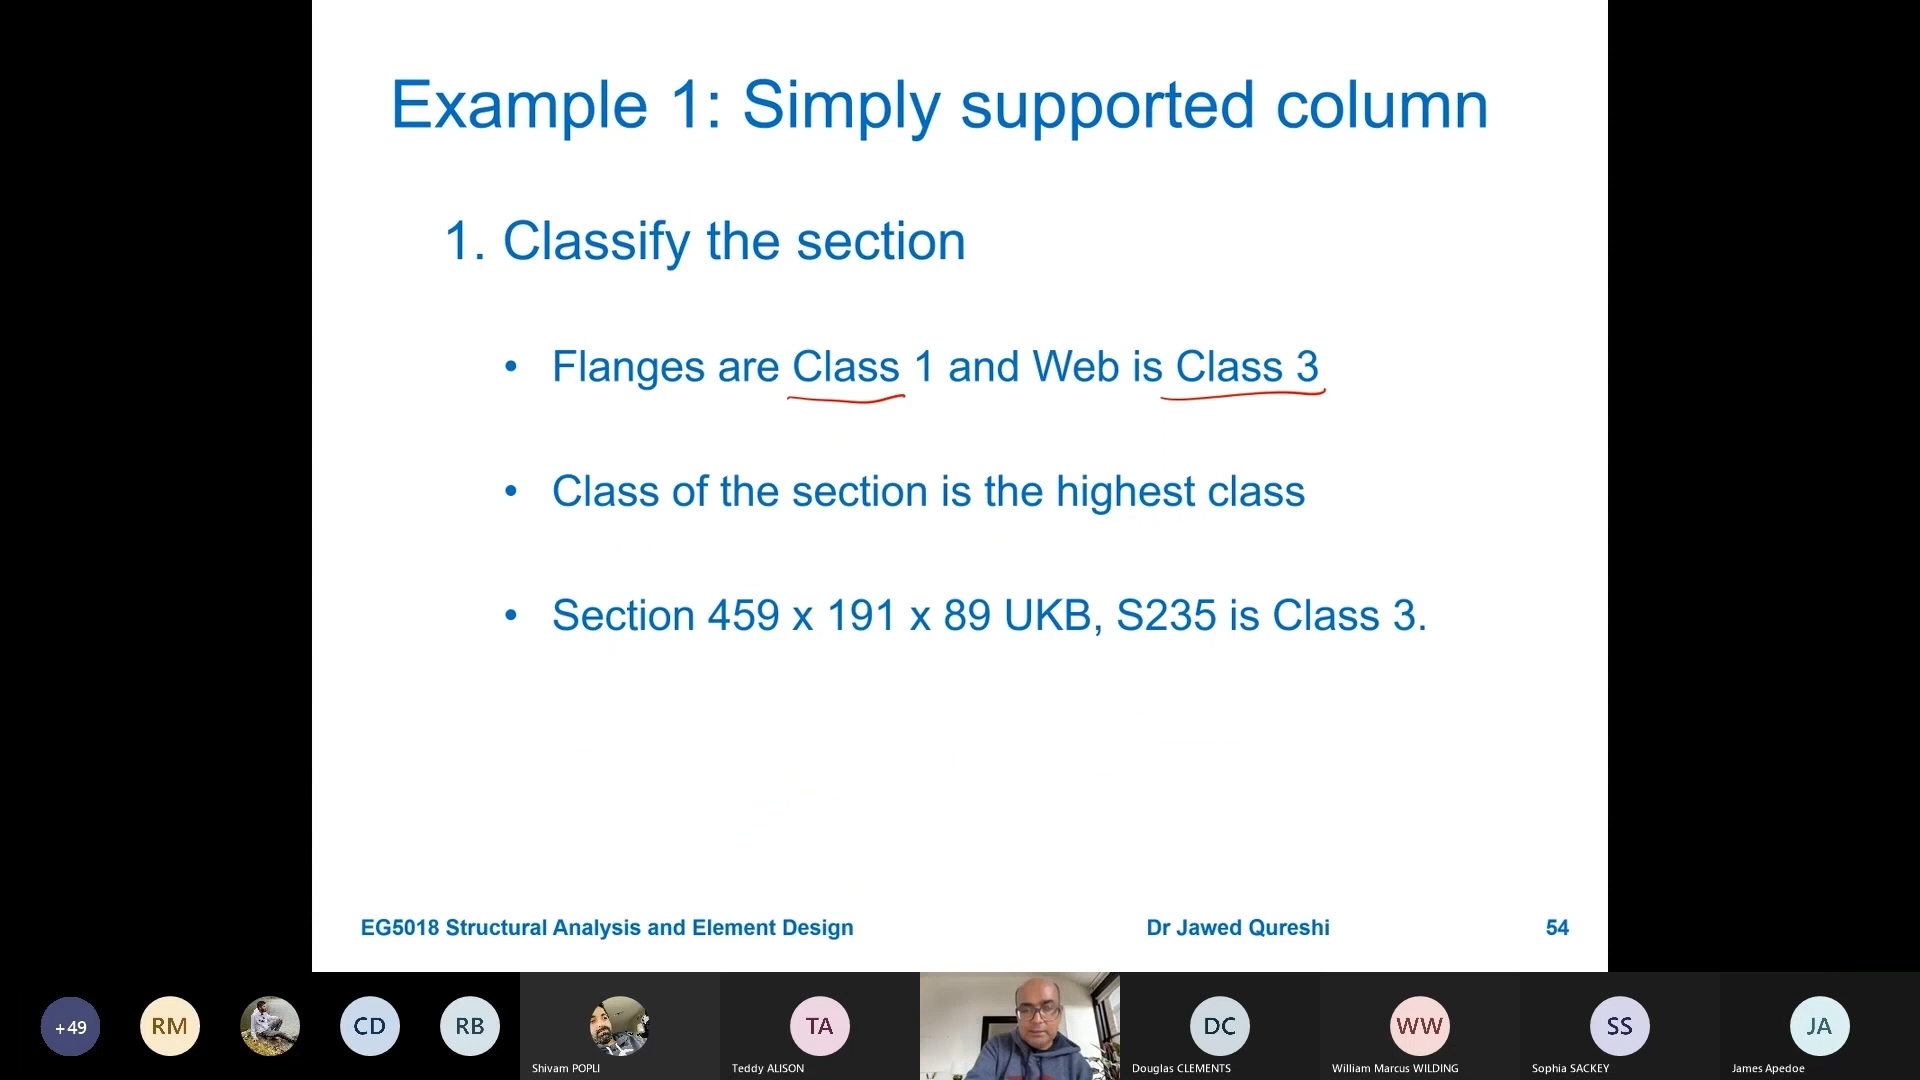 Example 1: Simply supported column
1. Classify the section
• Flanges are Class 1 and Web is Class 3
• Class of the section is the highest class
• Section 459 x 191 x 89 UKB, S235 is Class 3.
EG5018 Structural Analysis and Element Design
Dr Jawed Qureshi
54
+49
RM
CD
RB
Shivam POPLI
TA
Teddy ALISON
DC
Douglas CLEMENTS
WW
William Marcus WILDING
SS
Sophia SACKEY
JA
James Apedoe